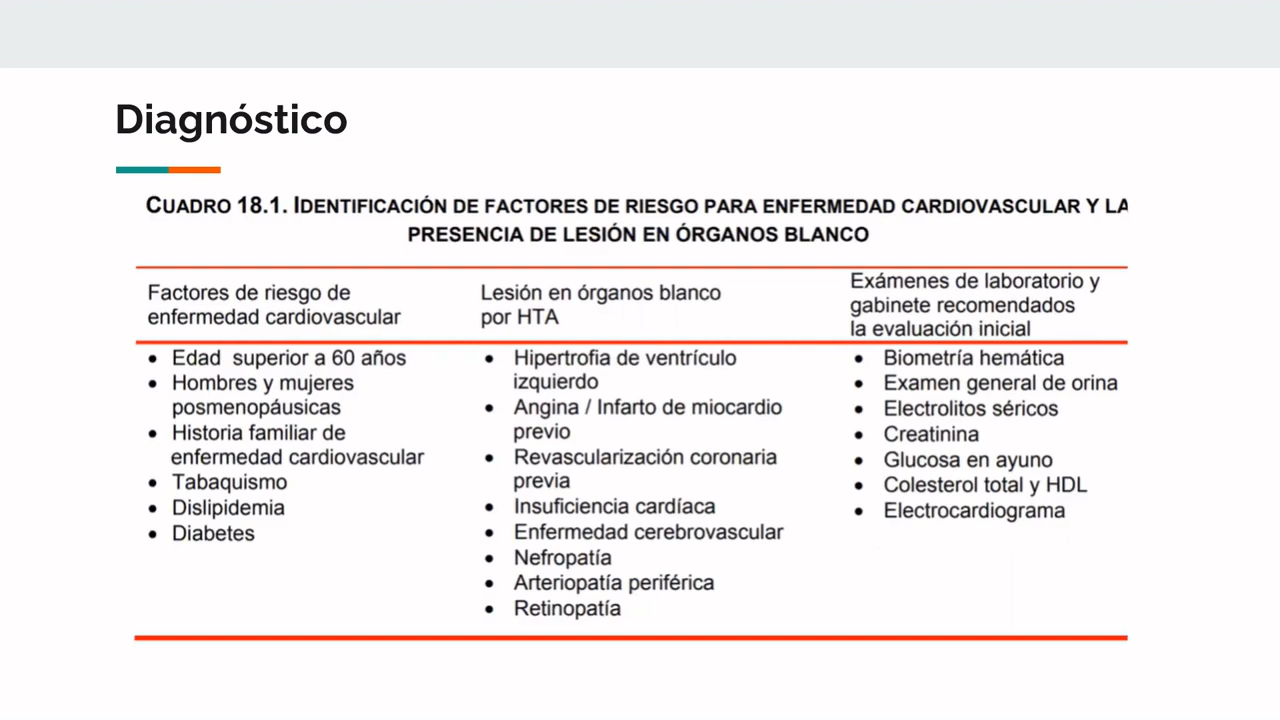 Diagnóstico
CUADRO 18.1. IDENTIFICACIÓN DE FACTORES DE RIESGO PARA ENFERMEDAD CARDIOVASCULAR Y LA
PRESENCIA DE LESIÓN EN ÓRGANOS BLANCO
Factores de riesgo de
enfermedad cardiovascular
Lesión en órganos blanco
por HTA
Exámenes de laboratorio y
gabinete recomendados
la evaluación inicial
• Edad superior a 60 años
• Hombres y mujeres
posmenopáusicas
• Historia familiar de
enfermedad cardiovascular
• Tabaquismo
• Dislipidemia
• Diabetes
• Hipertrofia de ventrículo
izquierdo
• Angina / Infarto de miocardio
previo
• Revascularización coronaria
previa
• Insuficiencia cardíaca
• Enfermedad cerebrovascular
• Nefropatía
• Arteriopatía periférica
• Retinopatía
• Biometría hemática
• Examen general de orina
• Electrolitos séricos
• Creatinina
• Glucosa en ayuno
• Colesterol total y HDL
• Electrocardiograma